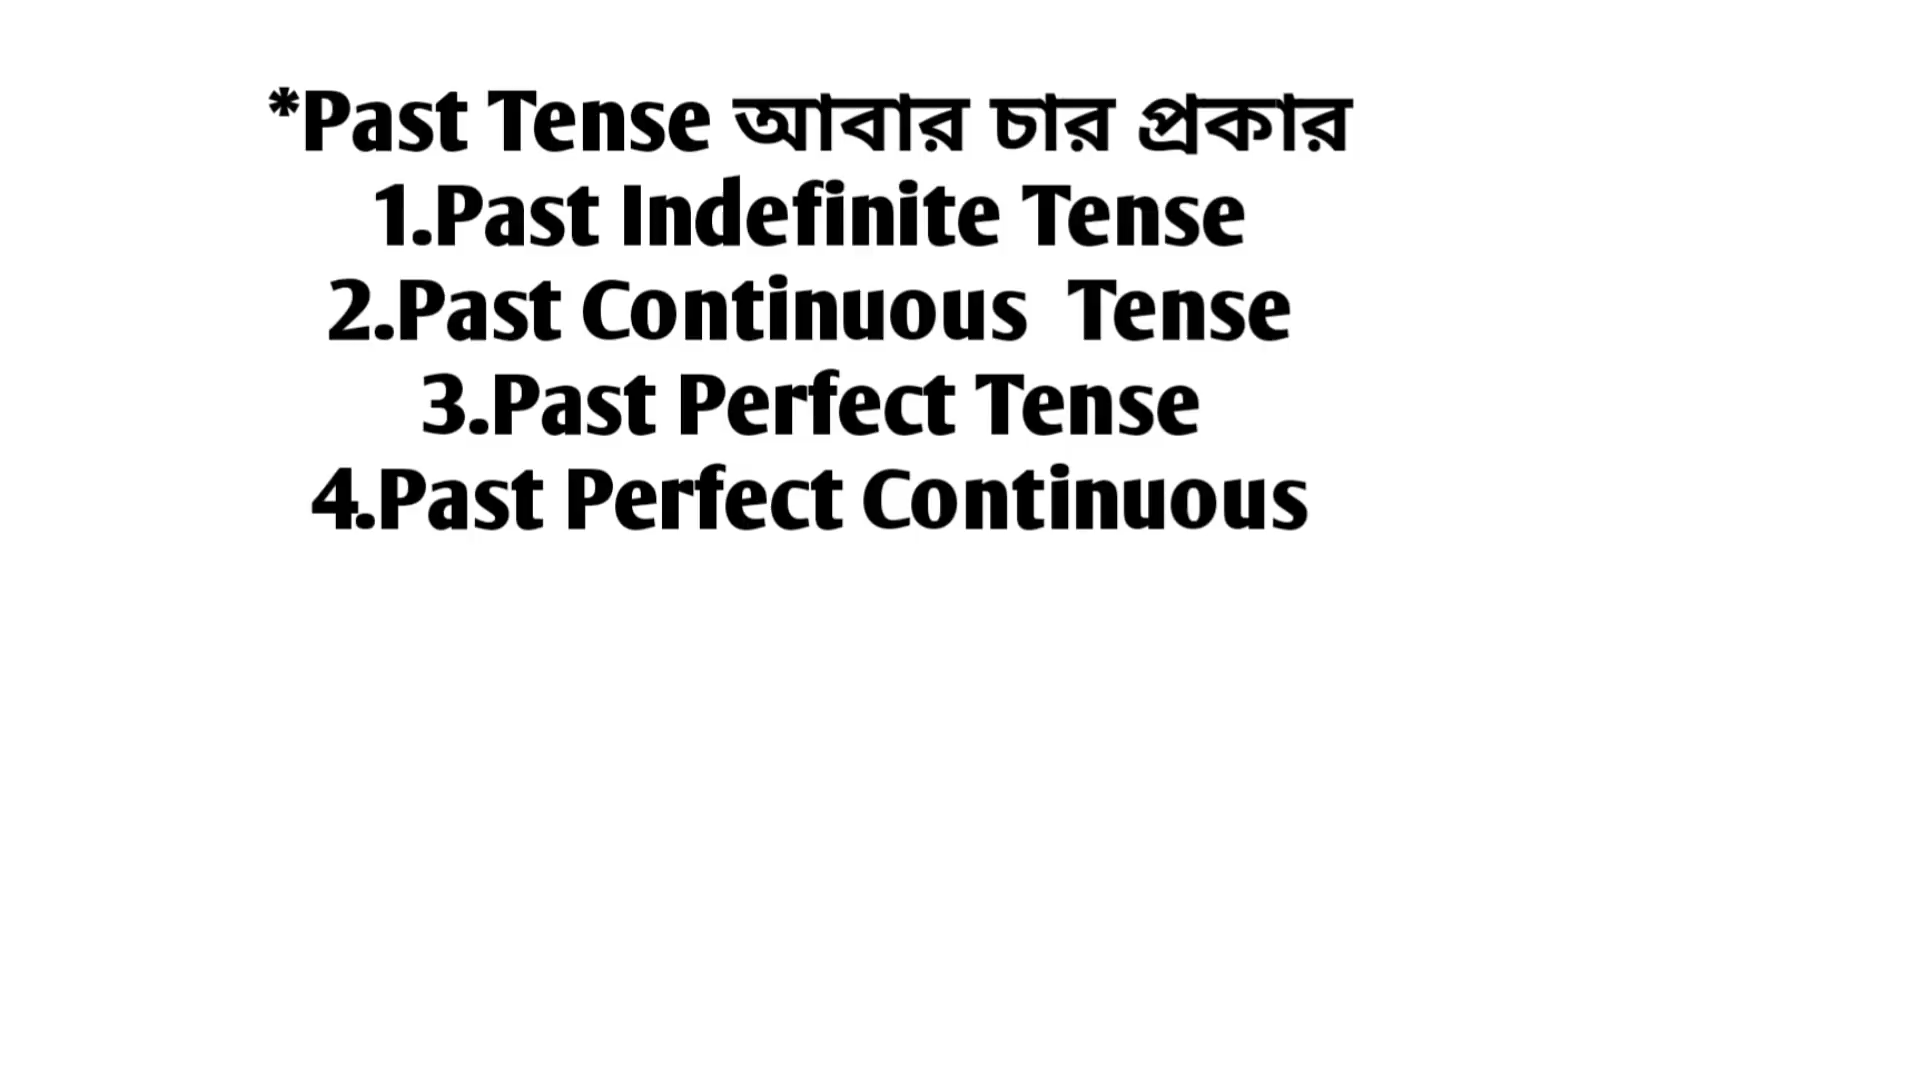 *Past Tense আবার চার প্রকার
1.Past Indefinite Tense
2.Past Continuous  Tense
3.Past Perfect Tense
4.Past Perfect Continuous